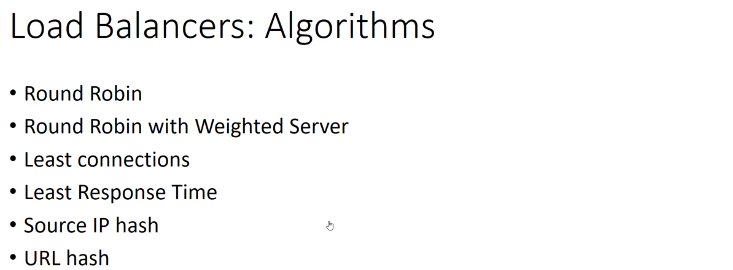 Load Balancers: Algorithms
• Round Robin
• Round Robin with Weighted Server
• Least connections
• Least Response Time
• Source IP hash
• URL hash